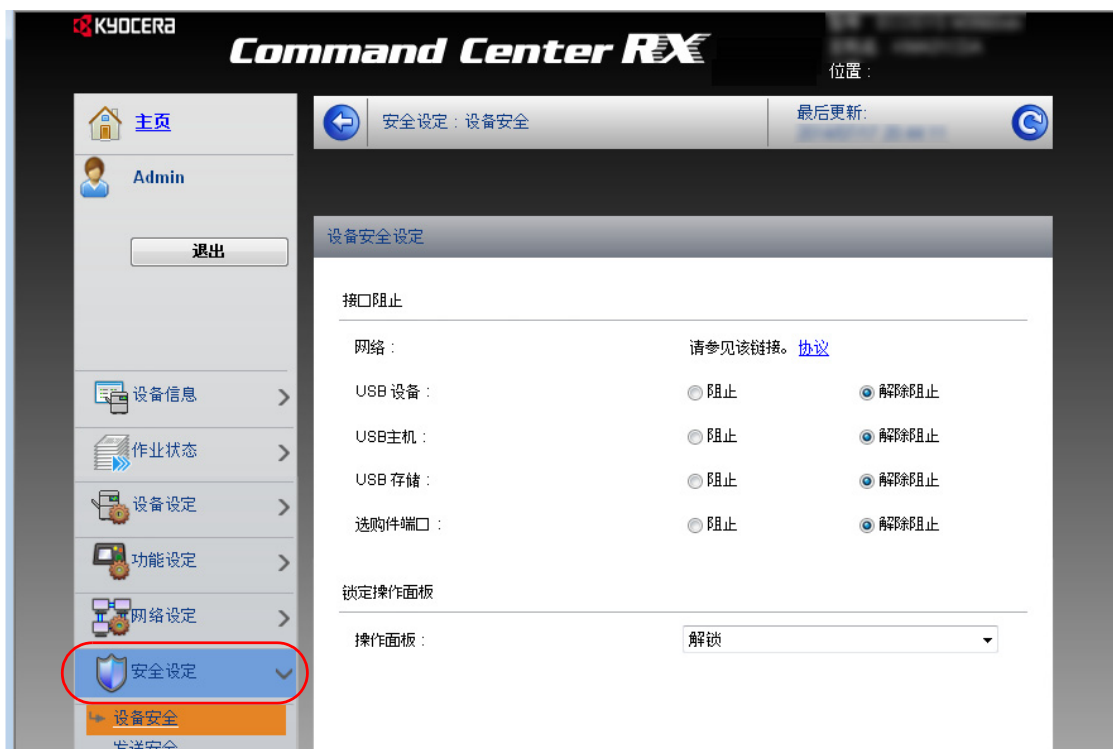 KYOCERA
Command Center RX
位置 :
主页
安全设定 : 设备安全
最后更新:
Admin
退出
设备安全设定
接口阻止
网络 :
请参见该链接。 协议
USB 设备 :
阻止
解除阻止
USB主机 :
阻止
解除阻止
USB 存储 :
阻止
解除阻止
选购件端口 :
阻止
解除阻止
锁定操作面板
操作面板 :
解锁
设备信息
作业状态
设备设定
功能设定
网络设定
安全设定
设备安全
发送安全